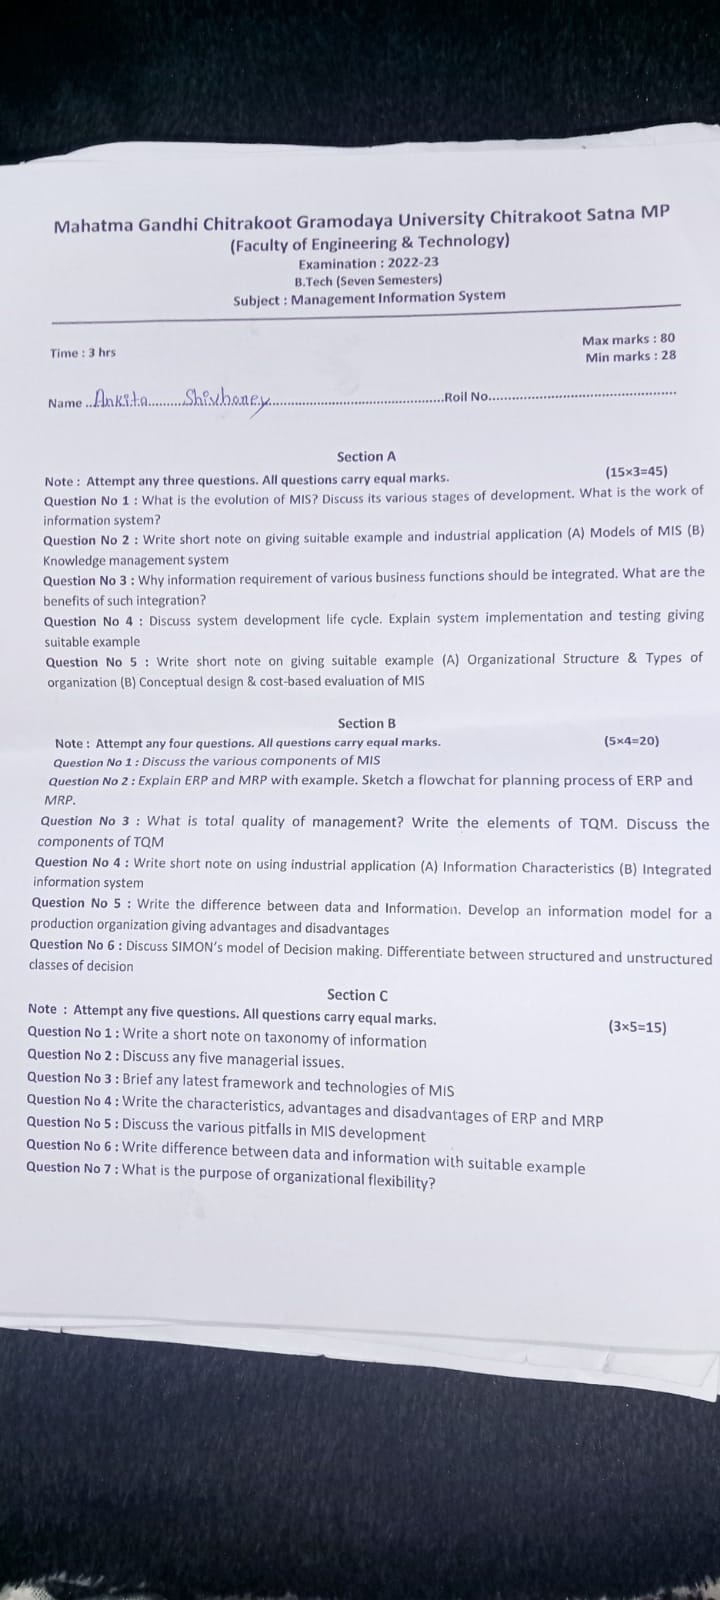 Mahatma Gandhi Chitrakoot Gramodaya University Chitrakoot Satna MP
(Faculty of Engineering & Technology)
Examination : 2022-23
B.Tech (Seven Semesters)
Subject : Management Information System
Time : 3 hrs
Max marks : 80
Min marks : 28
Name ..Ankita.........Shivhaney...............................................Roil No..................................................
Section A
Note : Attempt any three questions. All questions carry equal marks. (15×3=45)
Question No 1 : What is the evolution of MIS? Discuss its various stages of development. What is the work of
information system?
Question No 2 : Write short note on giving suitable example and industrial application (A) Models of MIS (B)
Knowledge management system
Question No 3 : Why information requirement of various business functions should be integrated. What are the
benefits of such integration?
Question No 4 : Discuss system development life cycle. Explain system implementation and testing giving
suitable example
Question No 5 : Write short note on giving suitable example (A) Organizational Structure & Types of
organization (B) Conceptual design & cost-based evaluation of MIS
Section B
Note : Attempt any four questions. All questions carry equal marks. (5×4=20)
Question No 1 : Discuss the various components of MIS
Question No 2 : Explain ERP and MRP with example. Sketch a flowchat for planning process of ERP and
MRP.
Question No 3 : What is total quality of management? Write the elements of TQM. Discuss the
components of TQM
Question No 4 : Write short note on using industrial application (A) Information Characteristics (B) Integrated
information system
Question No 5 : Write the difference between data and Information. Develop an information model for a
production organization giving advantages and disadvantages
Question No 6 : Discuss SIMON's model of Decision making. Differentiate between structured and unstructured
classes of decision
Section C
Note : Attempt any five questions. All questions carry equal marks. (3×5=15)
Question No 1 : Write a short note on taxonomy of information
Question No 2 : Discuss any five managerial issues.
Question No 3 : Brief any latest framework and technologies of MIS
Question No 4 : Write the characteristics, advantages and disadvantages of ERP and MRP
Question No 5 : Discuss the various pitfalls in MIS development
Question No 6 : Write difference between data and information with suitable example
Question No 7 : What is the purpose of organizational flexibility?